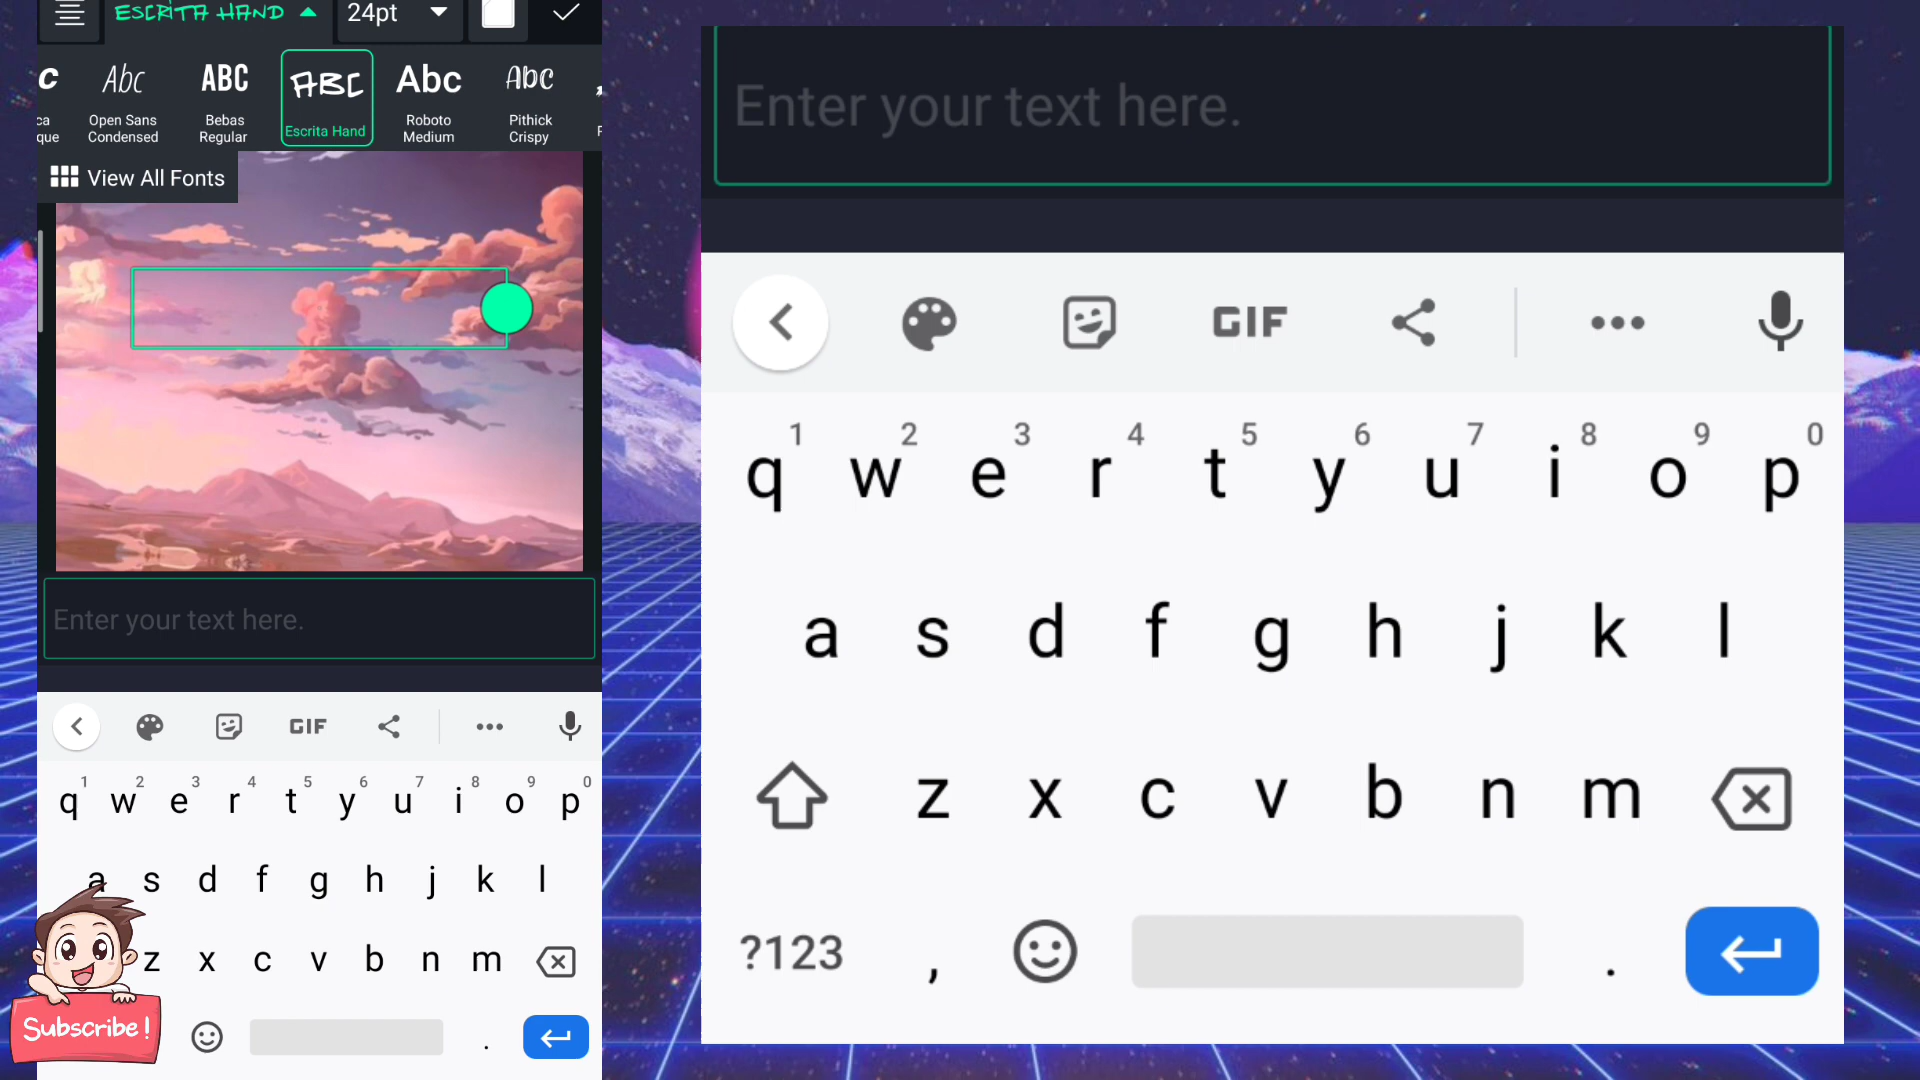 ESCRITA HAND
24pt
c Abc ABC ABC Abc Abc
ca Open Sans Bebas Escrita Hand Roboto Pithick
que Condensed Regular Medium Crispy F
View All Fonts
Enter your text here.
GIF
1 2 3 4 5 6 7 8 9 0
q w e r t y u i o p
a s d f g h j k l
z x c v b n m
.
Subscribe!
Enter your text here.
GIF
1 2 3 4 5 6 7 8 9 0
q w e r t y u i o p
a s d f g h j k l
z x c v b n m
?123 , .